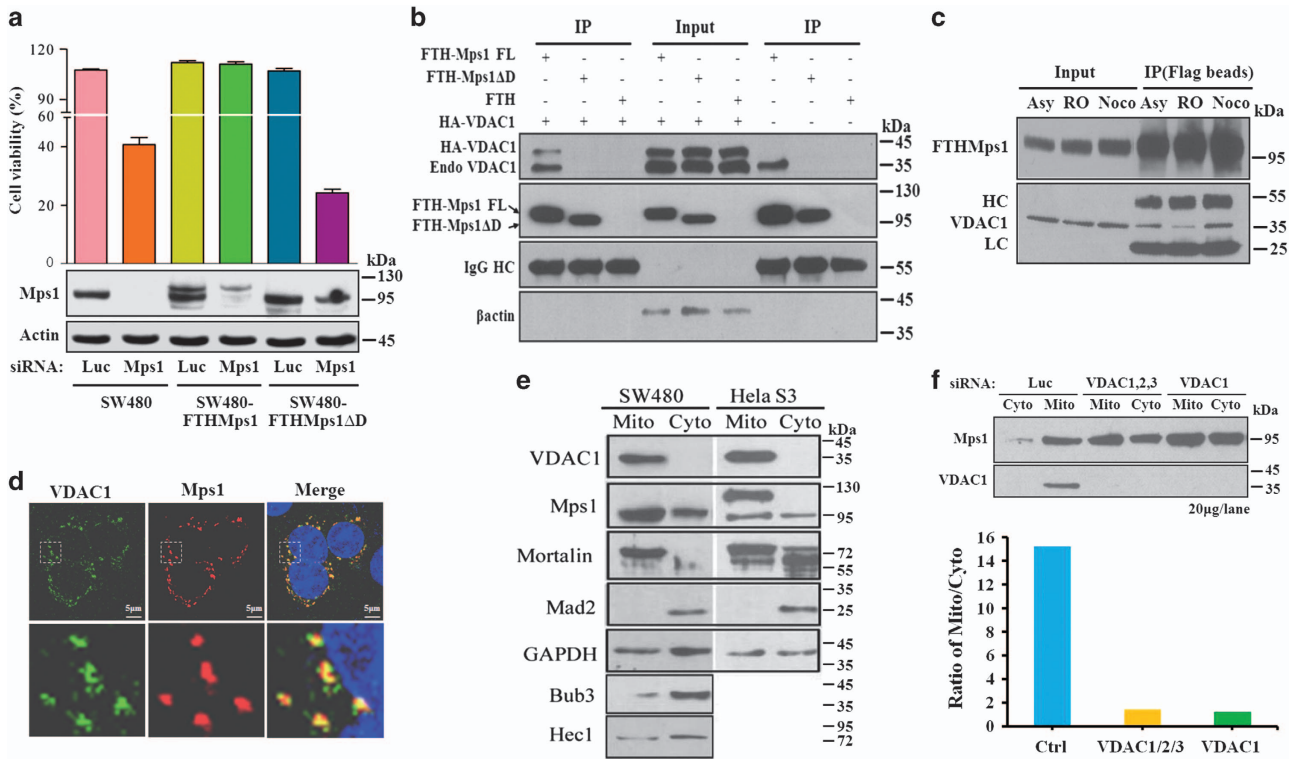 a
120
90
60
40
20
0
Cell viability (%)
kDa
Mps1
130
95
Actin
45
siRNA: Luc Mps1 Luc Mps1 Luc Mps1
SW480 SW480-FTHMps1 SW480-FTHMps1ΔD
b
IP Input IP
FTH-Mps1 FL + - - + - - + - -
FTH-Mps1ΔD - + - - + - - + -
FTH - - + - - + - - +
HA-VDAC1 + + + + + + - - -
kDa
HA-VDAC1
Endo VDAC1
45
35
130
FTH-Mps1 FL
FTH-Mps1ΔD
95
IgG HC
55
βactin
45
35
c
Input IP(Flag beads)
Asy RO Noco Asy RO Noco
kDa
FTHMps1
95
HC
VDAC1
LC
55
35
25
d
VDAC1 Mps1 Merge
5μm 5μm 5μm
e
SW480 Hela S3
Mito Cyto Mito Cyto
kDa
VDAC1
45
35
Mps1
130
95
Mortalin
72
55
Mad2
35
25
GAPDH
45
35
Bub3
45
35
Hec1
95
72
f
siRNA: Luc VDAC1,2,3 VDAC1
Cyto Mito Mito Cyto Mito Cyto
kDa
Mps1
95
VDAC1
45
35
20μg/lane
Ratio of Mito/Cyto
16
14
12
10
8
6
4
2
0
Ctrl VDAC1/2/3 VDAC1